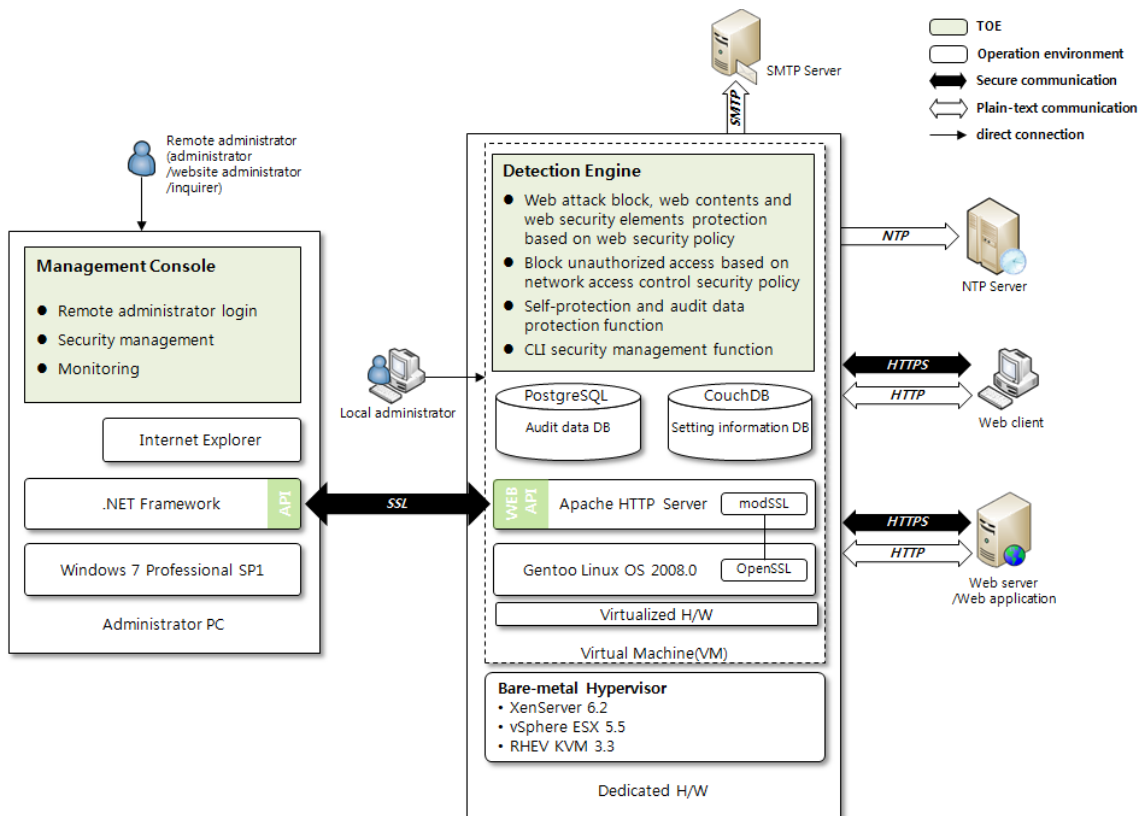 TOE
Operation environment
Secure communication
Plain-text communication
direct connection
SMTP Server
SMTP
Remote administrator
(administrator
/website administrator
/inquirer)
Management Console
● Remote administrator login
● Security management
● Monitoring
Internet Explorer
.NET Framework
API
Windows 7 Professional SP1
Administrator PC
SSL
Local administrator
Detection Engine
● Web attack block, web contents and
web security elements protection
based on web security policy
● Block unauthorized access based on
network access control security policy
● Self-protection and audit data
protection function
● CLI security management function
PostgreSQL
Audit data DB
CouchDB
Setting information DB
WEB
API
Apache HTTP Server
modSSL
Gentoo Linux OS 2008.0
OpenSSL
Virtualized H/W
Virtual Machine(VM)
Bare-metal Hypervisor
• XenServer 6.2
• vSphere ESX 5.5
• RHEV KVM 3.3
Dedicated H/W
NTP
NTP Server
HTTPS
HTTP
Web client
HTTPS
HTTP
Web server
/Web application